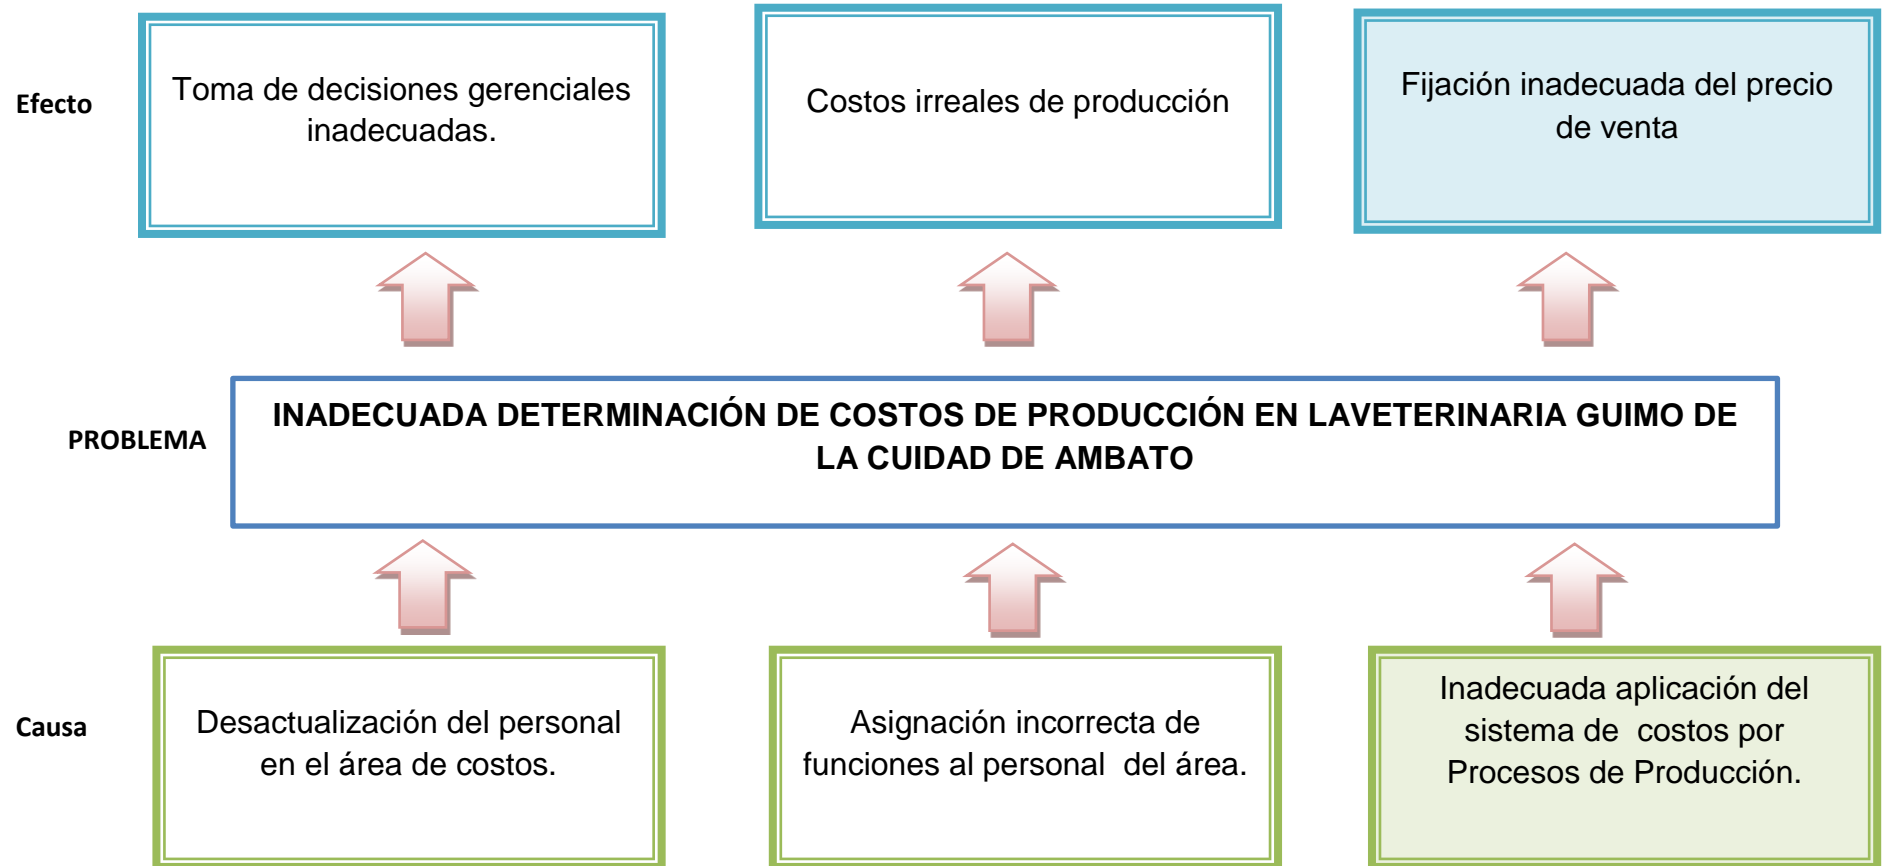 Efecto
Toma de decisiones gerenciales
inadecuadas.
Costos irreales de producción
Fijación inadecuada del precio
de venta
PROBLEMA
INADECUADA DETERMINACIÓN DE COSTOS DE PRODUCCIÓN EN LAVETERINARIA GUIMO DE
LA CUIDAD DE AMBATO
Causa
Desactualización del personal
en el área de costos.
Asignación incorrecta de
funciones al personal  del área.
Inadecuada aplicación del
sistema de  costos por
Procesos de Producción.